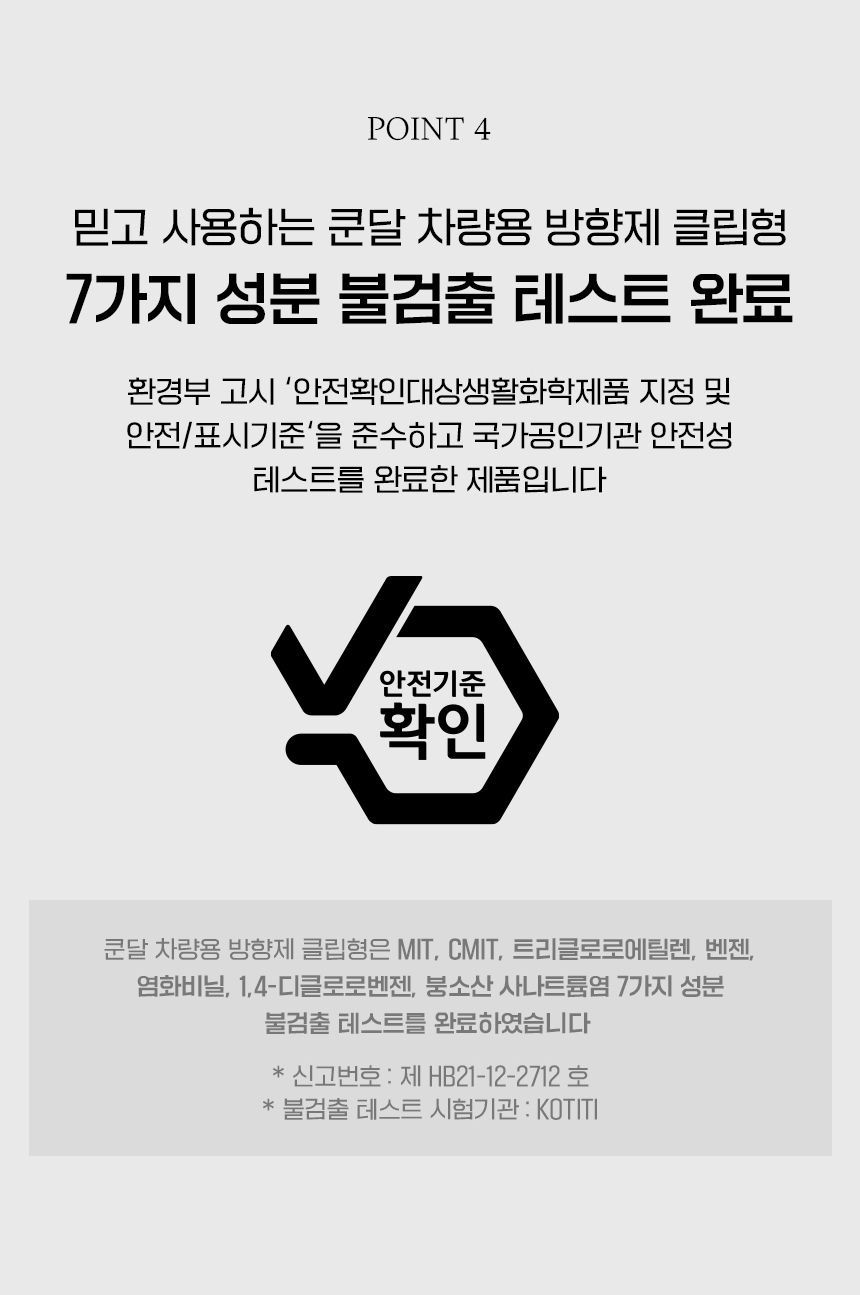 POINT 4
믿고 사용하는 쿤달 차량용 방향제 클립형
7가지 성분 불검출 테스트 완료
환경부 고시 ‘안전확인대상생활화학제품 지정 및
안전/표시기준‘을 준수하고 국가공인기관 안전성
테스트를 완료한 제품입니다
안전기준
확인
쿤달 차량용 방향제 클립형은 MIT, CMIT, 트리클로로에틸렌, 벤젠,
염화비닐, 1,4-디클로로벤젠, 붕소산 사나트륨염 7가지 성분
불검출 테스트를 완료하였습니다
* 신고번호 : 제 HB21-12-2712 호
* 불검출 테스트 시험기관 : KOTITI